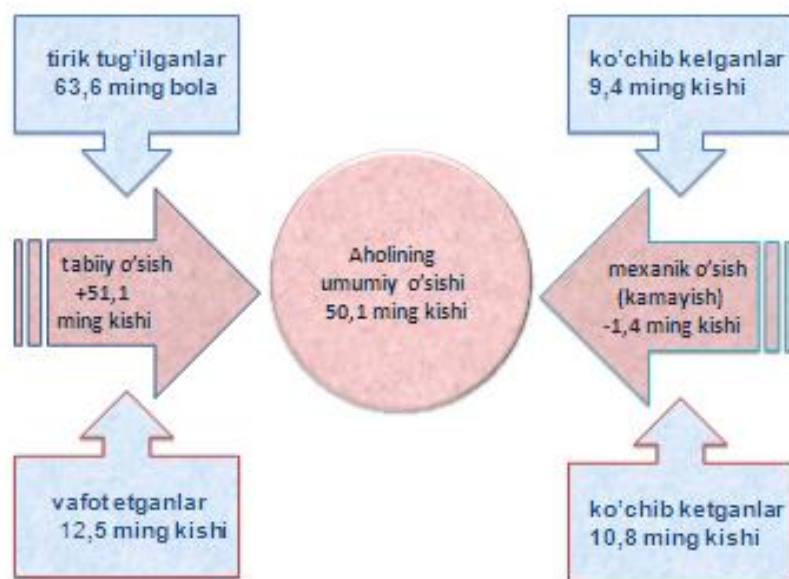 tirik tug'ilganlar
63,6 ming bola
ko'chib kelganlar
9,4 ming kishi
tabiiy o'sish
+51,1
ming kishi
Aholining
umumiy o'sishi
50,1 ming kishi
mexanik o'sish
(kamayish)
-1,4 ming kishi
vafot etganlar
12,5 ming kishi
ko'chib ketganlar
10,8 ming kishi